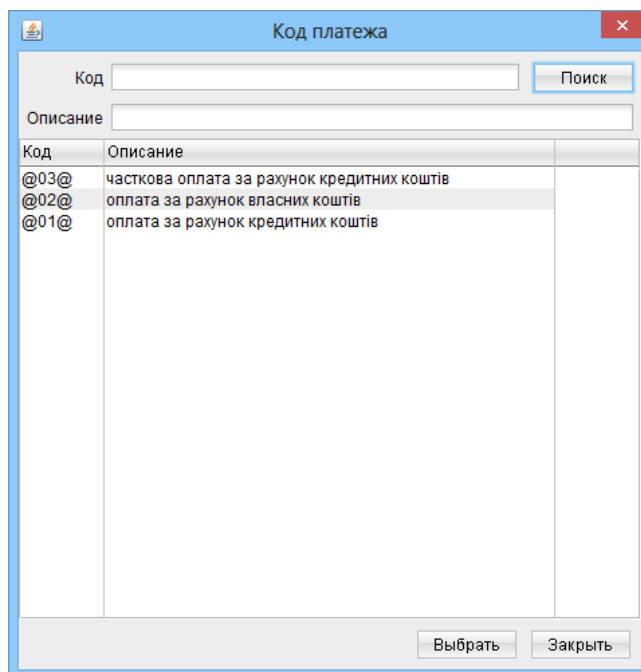 Код платежа
Код Поиск
Описание
Код Описание
@03@ часткова оплата за рахунок кредитних коштів
@02@ оплата за рахунок власних коштів
@01@ оплата за рахунок кредитних коштів
Выбрать Закрыть